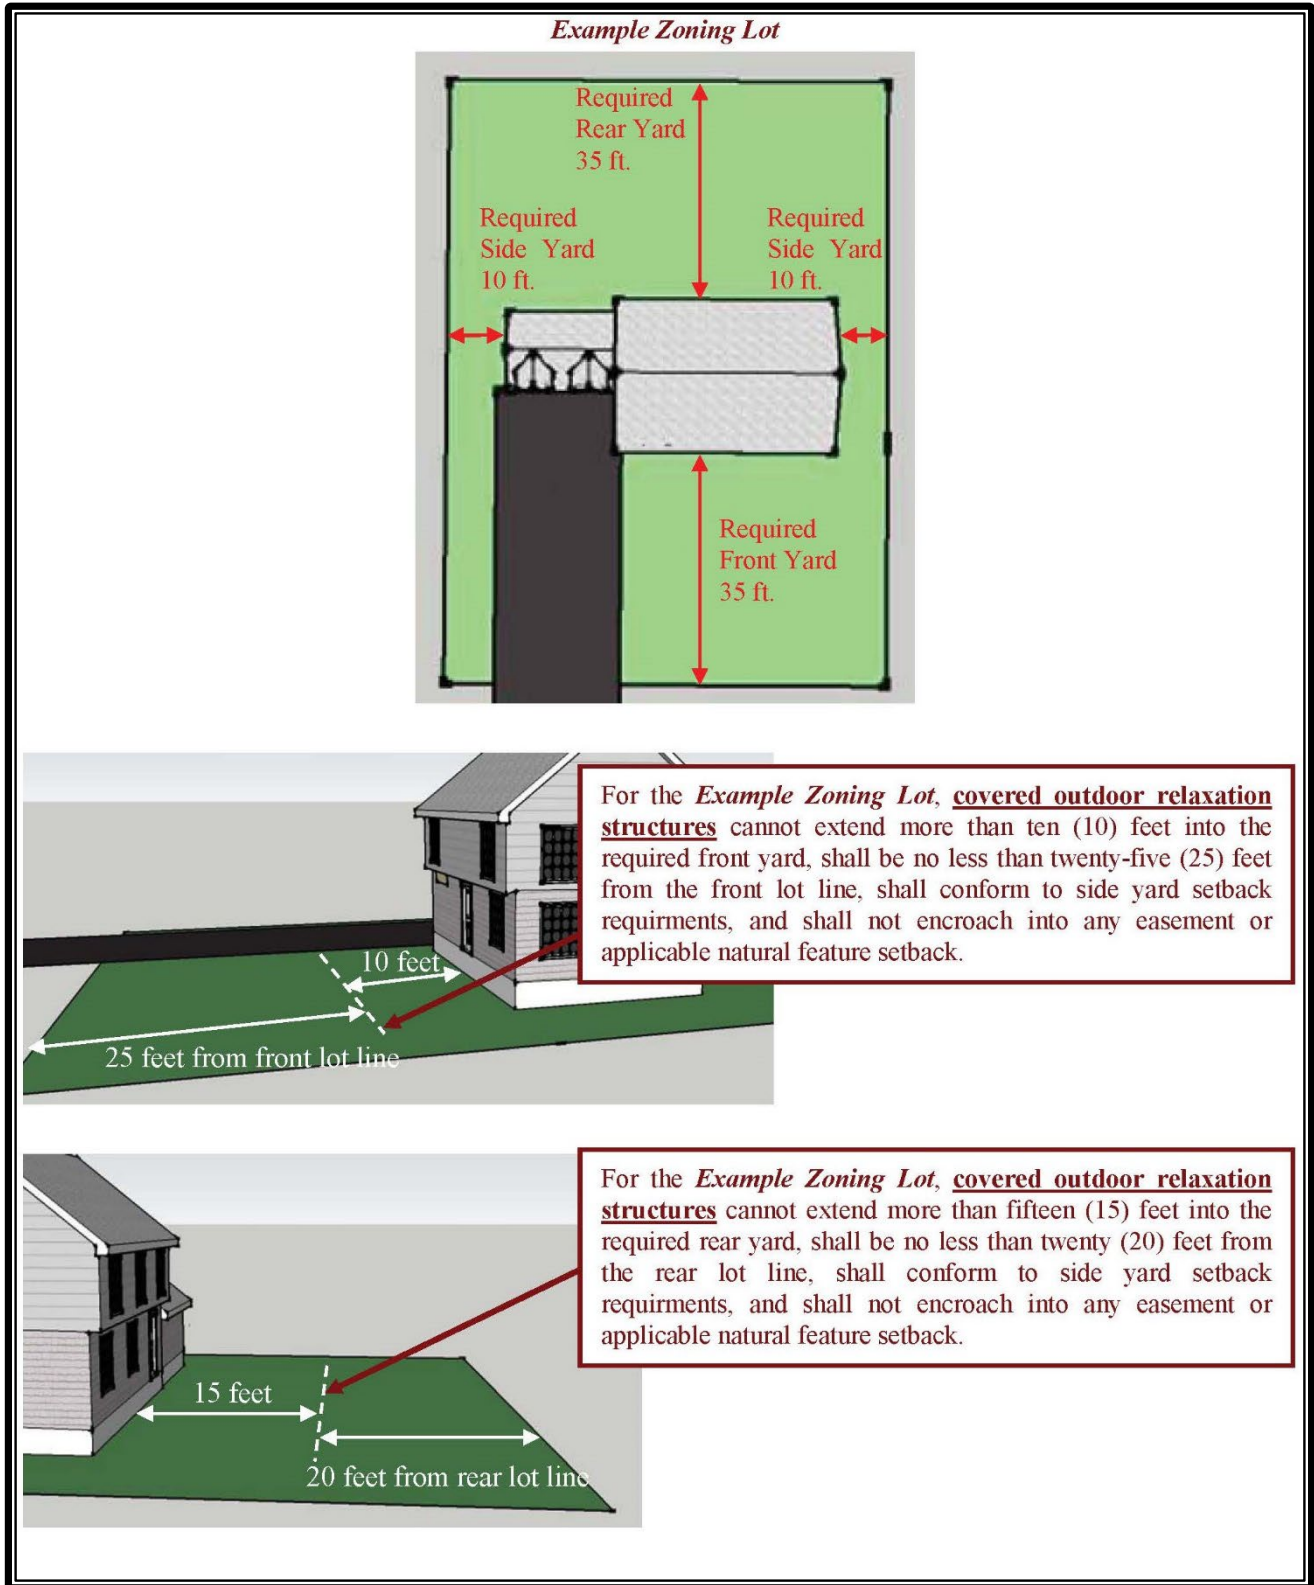 Example Zoning Lot
Required
Rear Yard
35 ft.
Required
Side Yard
10 ft.
Required
Side Yard
10 ft.
Required
Front Yard
35 ft.
For the Example Zoning Lot, covered outdoor relaxation
structures cannot extend more than ten (10) feet into the
required front yard, shall be no less than twenty-five (25) feet
from the front lot line, shall conform to side yard setback
requirments, and shall not encroach into any easement or
applicable natural feature setback.
10 feet
25 feet from front lot line
For the Example Zoning Lot, covered outdoor relaxation
structures cannot extend more than fifteen (15) feet into the
required rear yard, shall be no less than twenty (20) feet from
the rear lot line, shall conform to side yard setback
requirments, and shall not encroach into any easement or
applicable natural feature setback.
15 feet
20 feet from rear lot line